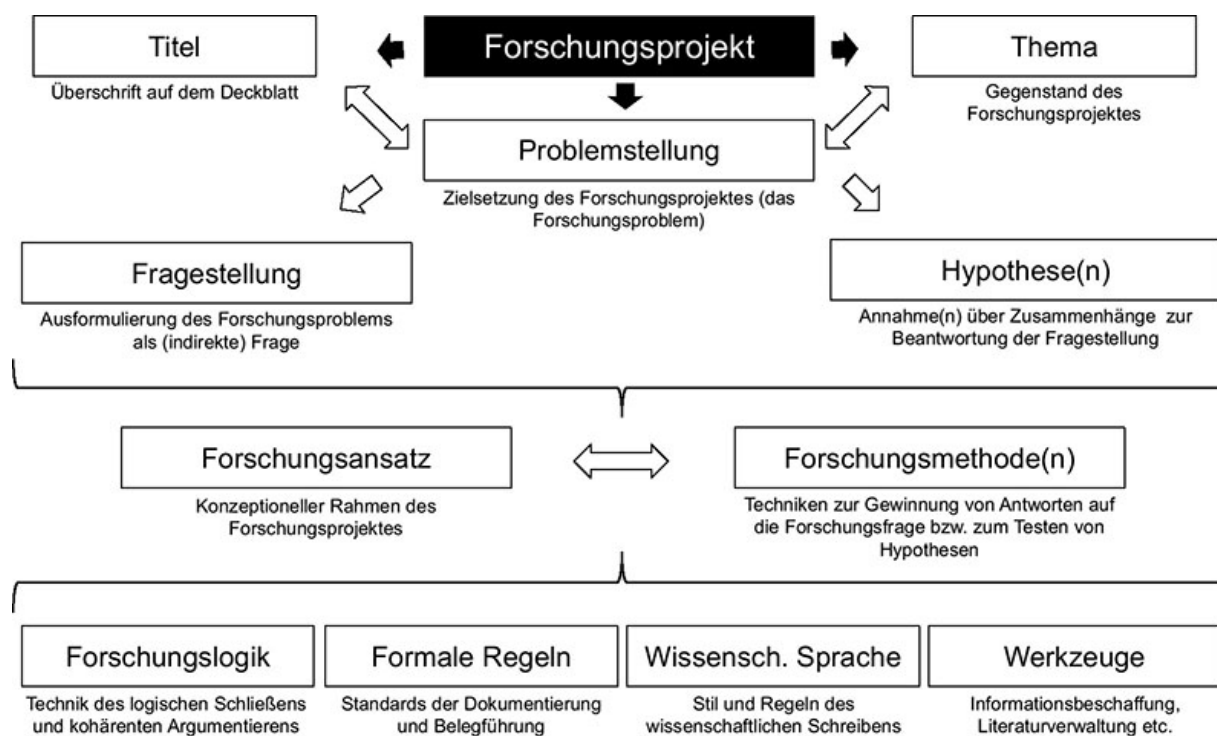 Titel
Forschungsprojekt
Thema
Überschrift auf dem Deckblatt
Gegenstand des
Forschungsprojektes
Problemstellung
Zielsetzung des Forschungsprojektes (das
Forschungsproblem)
Fragestellung
Ausformulierung des Forschungsproblems
als (indirekte) Frage
Hypothese(n)
Annahme(n) über Zusammenhänge zur
Beantwortung der Fragestellung
Forschungsansatz
Konzeptioneller Rahmen des
Forschungsprojektes
Forschungsmethode(n)
Techniken zur Gewinnung von Antworten auf
die Forschungsfrage bzw. zum Testen von
Hypothesen
Forschungslogik
Technik des logischen Schließens
und kohärenten Argumentierens
Formale Regeln
Standards der Dokumentierung
und Belegführung
Wissensch. Sprache
Stil und Regeln des
wissenschaftlichen Schreibens
Werkzeuge
Informationsbeschaffung,
Literaturverwaltung etc.